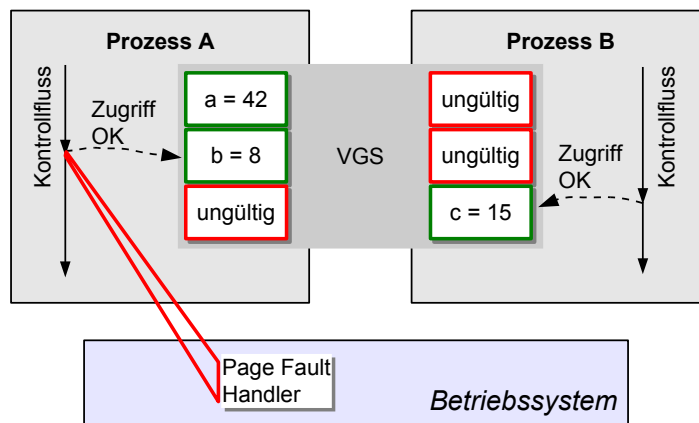 Prozess A
Prozess B
Kontrollfluss
Zugriff
OK
a = 42
b = 8
ungültig
VGS
ungültig
ungültig
c = 15
Zugriff
OK
Kontrollfluss
Page Fault
Handler
Betriebssystem